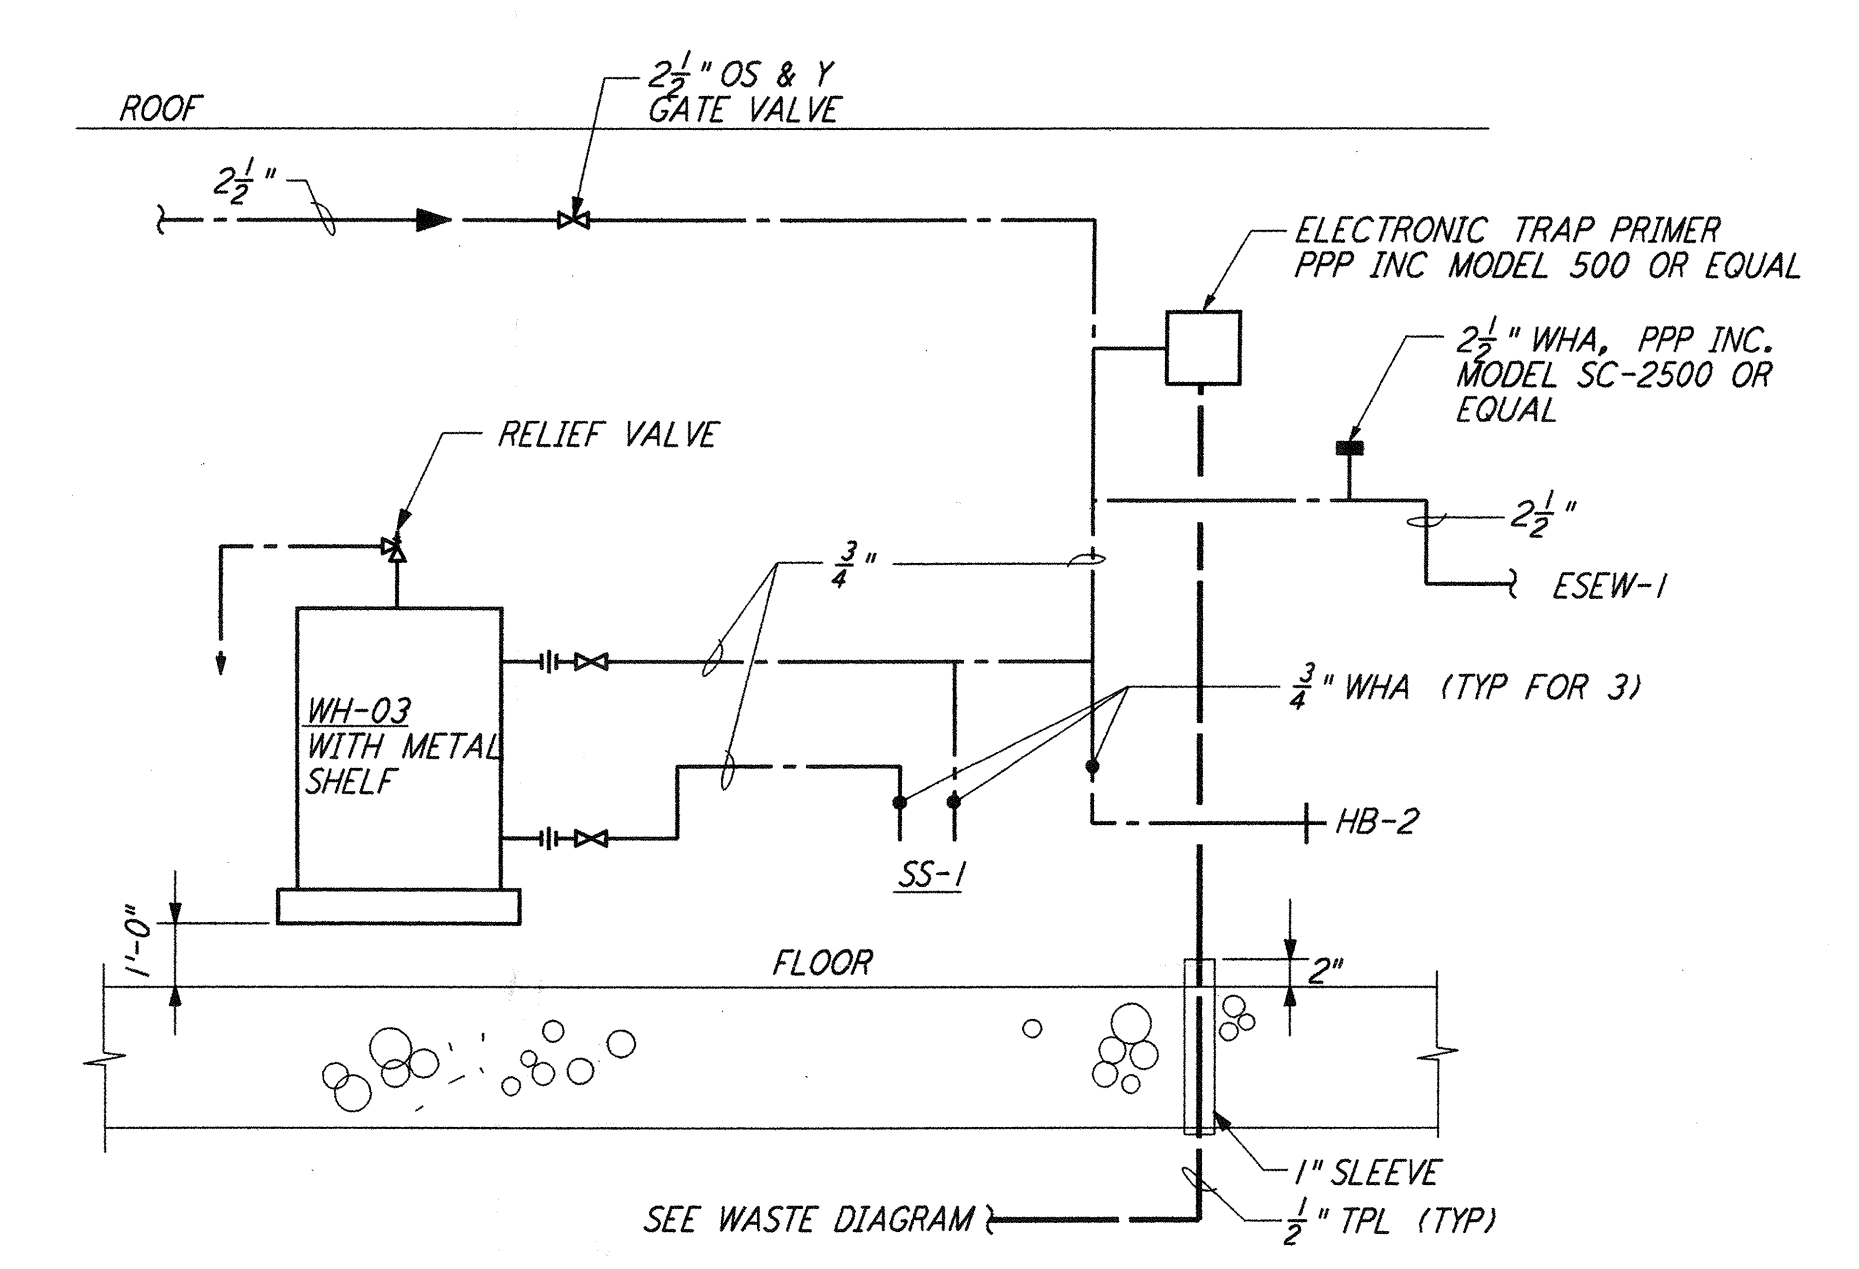 2 1/2" OS & Y
GATE VALVE
ROOF
2 1/2"
ELECTRONIC TRAP PRIMER
PPP INC MODEL 500 OR EQUAL
2 1/2" WHA, PPP INC.
MODEL SC-2500 OR
EQUAL
RELIEF VALVE
2 1/2"
3/4"
ESEW-1
3/4" WHA (TYP FOR 3)
WH-03
WITH METAL
SHELF
HB-2
SS-1
1'-0"
FLOOR
2"
1" SLEEVE
SEE WASTE DIAGRAM
1/2" TPL (TYP)